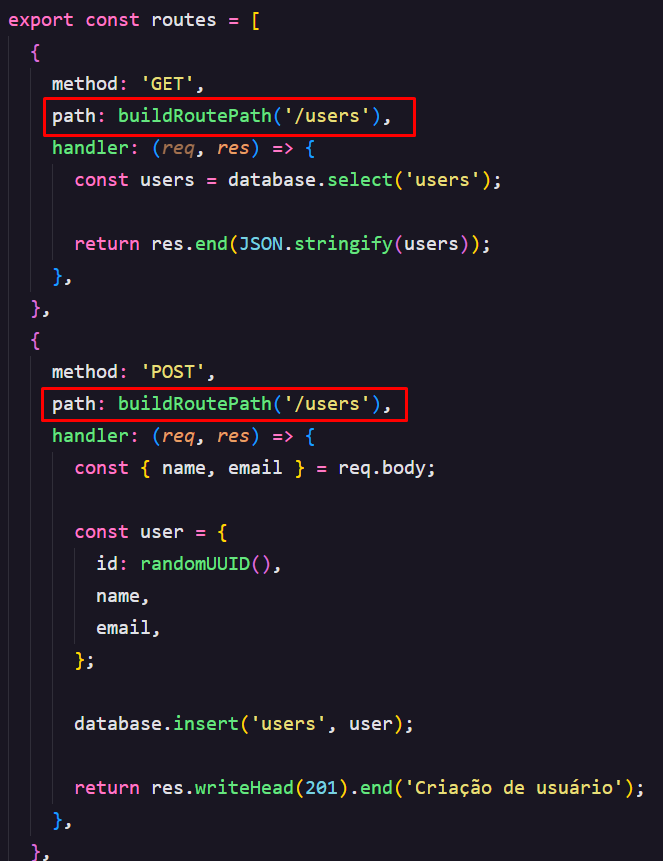 export const routes = [
{
method: 'GET',
path: buildRoutePath('/users'),
handler: (req, res) => {
const users = database.select('users');
return res.end(JSON.stringify(users));
},
},
{
method: 'POST',
path: buildRoutePath('/users'),
handler: (req, res) => {
const { name, email } = req.body;
const user = {
id: randomUUID(),
name,
email,
};
database.insert('users', user);
return res.writeHead(201).end('Criação de usuário');
},
},